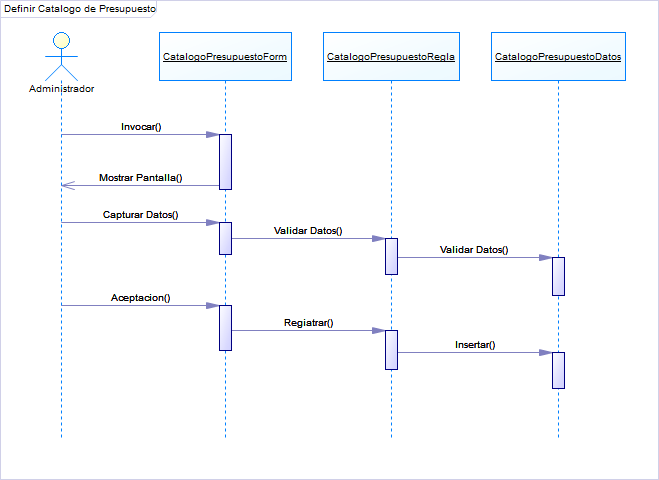 Definir Catalogo de Presupuesto
CatalogoPresupuestoForm
CatalogoPresupuestoRegla
CatalogoPresupuestoDatos
Administrador
Invocar()
Mostrar Pantalla()
Capturar Datos()
Validar Datos()
Validar Datos()
Aceptacion()
Regiatrar()
Insertar()